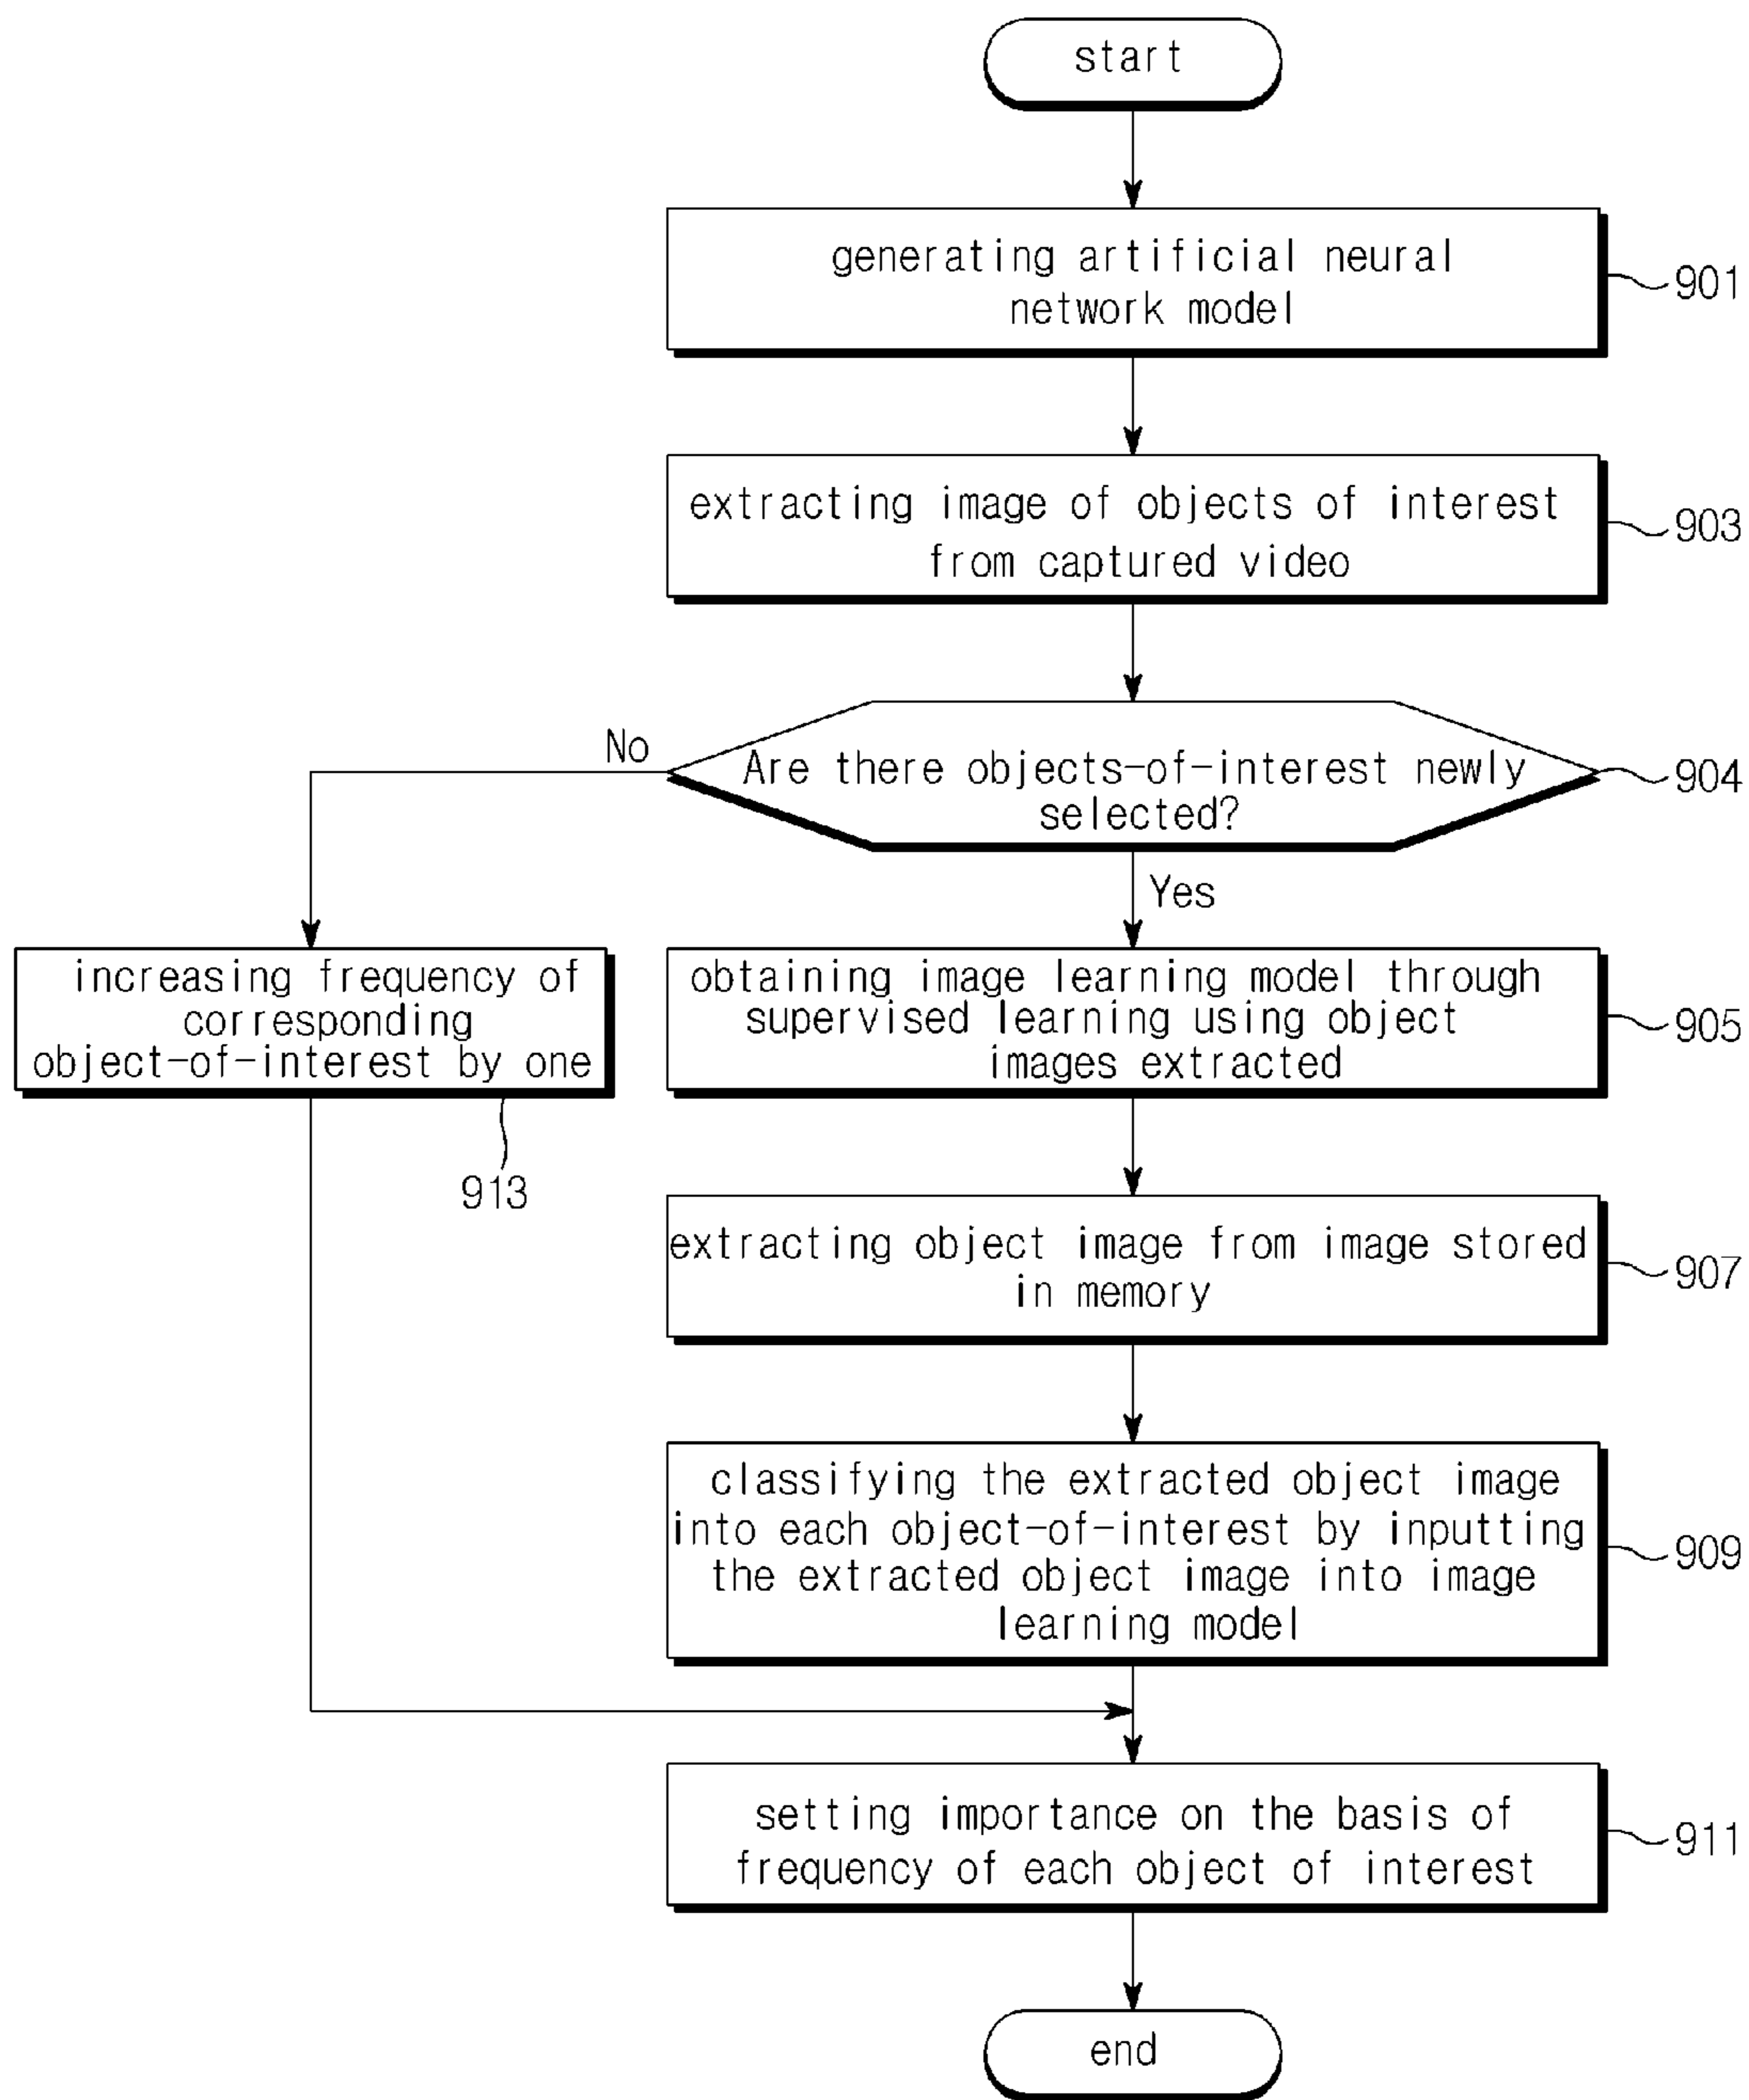 start
generating artificial neural
network model
901
extracting image of objects of interest
from captured video
903
Are there objects-of-interest newly
selected?
904
No
Yes
increasing frequency of
corresponding
object-of-interest by one
913
obtaining image learning model through
supervised learning using object
images extracted
905
extracting object image from image stored
in memory
907
classifying the extracted object image
into each object-of-interest by inputting
the extracted object image into image
learning model
909
setting importance on the basis of
frequency of each object of interest
911
end